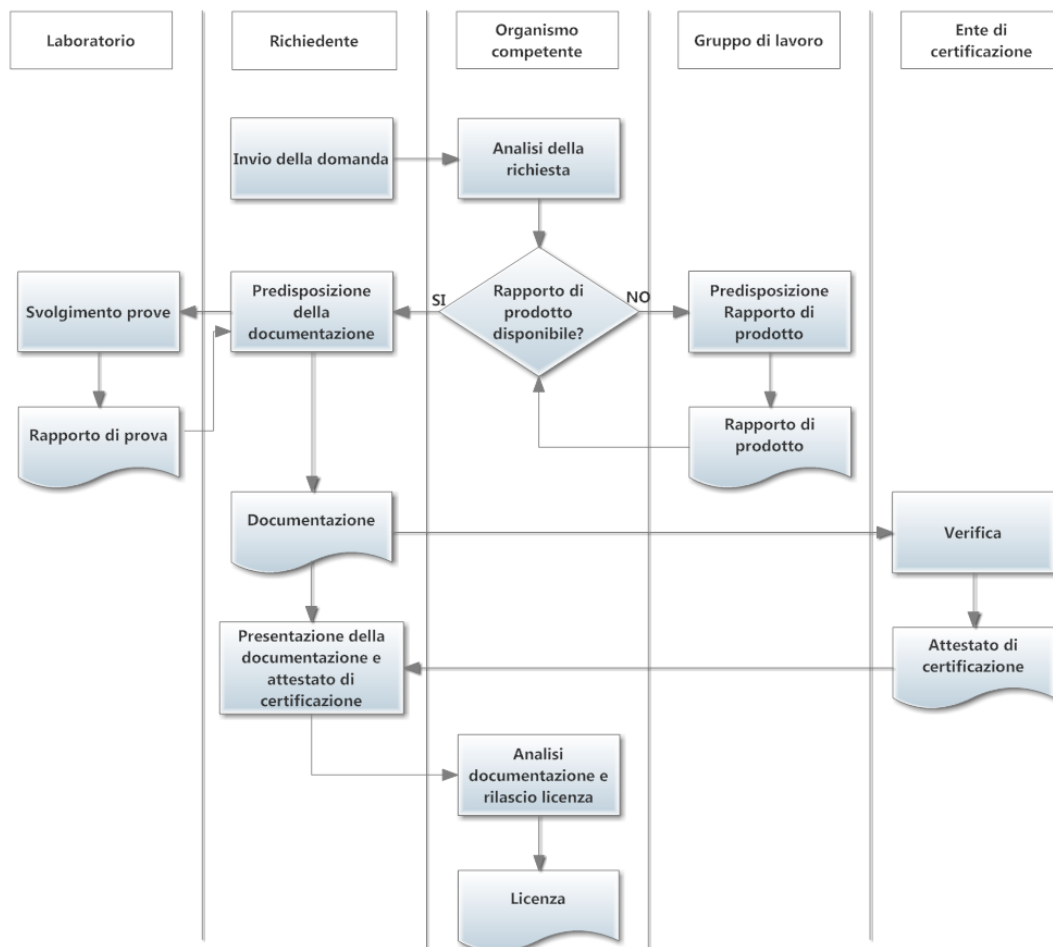 Laboratorio
Richiedente
Organismo
competente
Gruppo di lavoro
Ente di
certificazione
Invio della domanda
Analisi della
richiesta
Svolgimento prove
Predisposizione
della
documentazione
SI
Rapporto di
prodotto
disponibile?
NO
Predisposizione
Rapporto di
prodotto
Rapporto di prova
Rapporto di
prodotto
Documentazione
Verifica
Presentazione della
documentazione e
attestato di
certificazione
Attestato di
certificazione
Analisi
documentazione e
rilascio licenza
Licenza